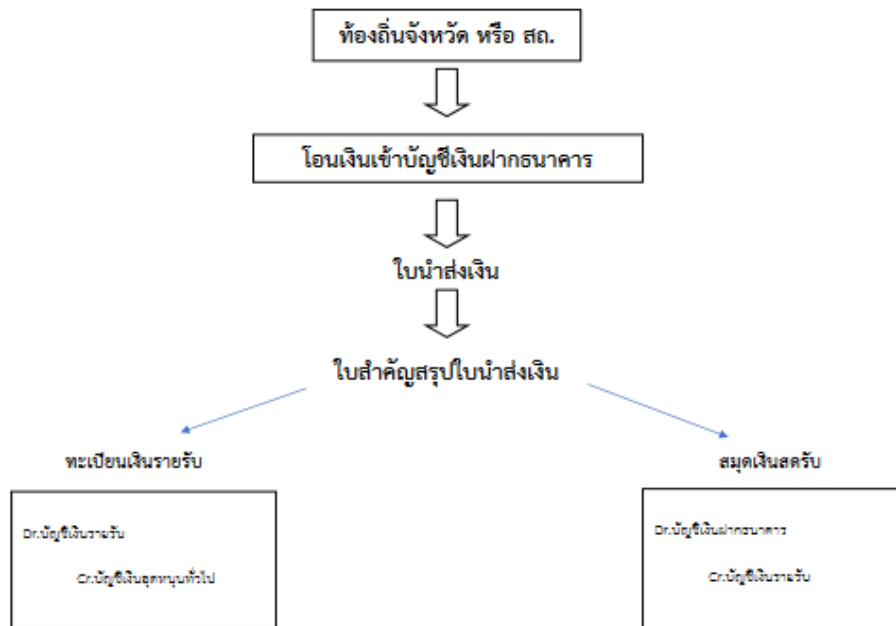 ท้องถิ่นจังหวัด หรือ สถ.
โอนเงินเข้าบัญชีเงินฝากธนาคาร
ใบนำส่งเงิน
ใบสำคัญสรุปใบนำส่งเงิน
ทะเบียนเงินรายรับ
สมุดเงินสดรับ
Dr.บัญชีเงินรายรับ
Cr.บัญชีเงินอุดหนุนทั่วไป
Dr.บัญชีเงินฝากธนาคาร
Cr.บัญชีเงินรายรับ